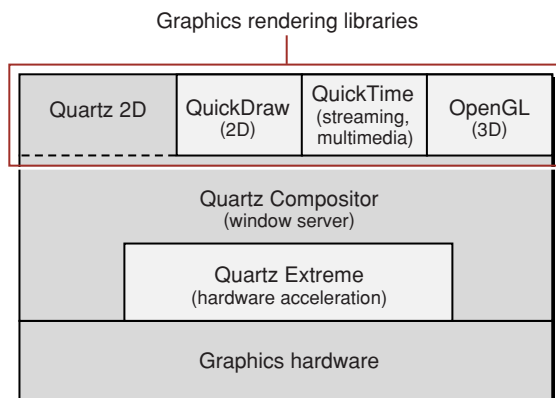 Graphics rendering libraries
Quartz 2D
QuickDraw
(2D)
QuickTime
(streaming,
multimedia)
OpenGL
(3D)
Quartz Compositor
(window server)
Quartz Extreme
(hardware acceleration)
Graphics hardware